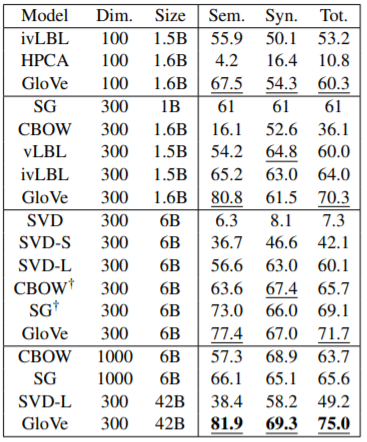 Model Dim. Size Sem. Syn. Tot.
ivLBL 100 1.5B 55.9 50.1 53.2
HPCA 100 1.6B 4.2 16.4 10.8
GloVe 100 1.6B 67.5 54.3 60.3
SG 300 1B 61 61 61
CBOW 300 1.6B 16.1 52.6 36.1
vLBL 300 1.5B 54.2 64.8 60.0
ivLBL 300 1.5B 65.2 63.0 64.0
GloVe 300 1.6B 80.8 61.5 70.3
SVD 300 6B 6.3 8.1 7.3
SVD-S 300 6B 36.7 46.6 42.1
SVD-L 300 6B 56.6 63.0 60.1
CBOW† 300 6B 63.6 67.4 65.7
SG† 300 6B 73.0 66.0 69.1
GloVe 300 6B 77.4 67.0 71.7
CBOW 1000 6B 57.3 68.9 63.7
SG 1000 6B 66.1 65.1 65.6
SVD-L 300 42B 38.4 58.2 49.2
GloVe 300 42B 81.9 69.3 75.0